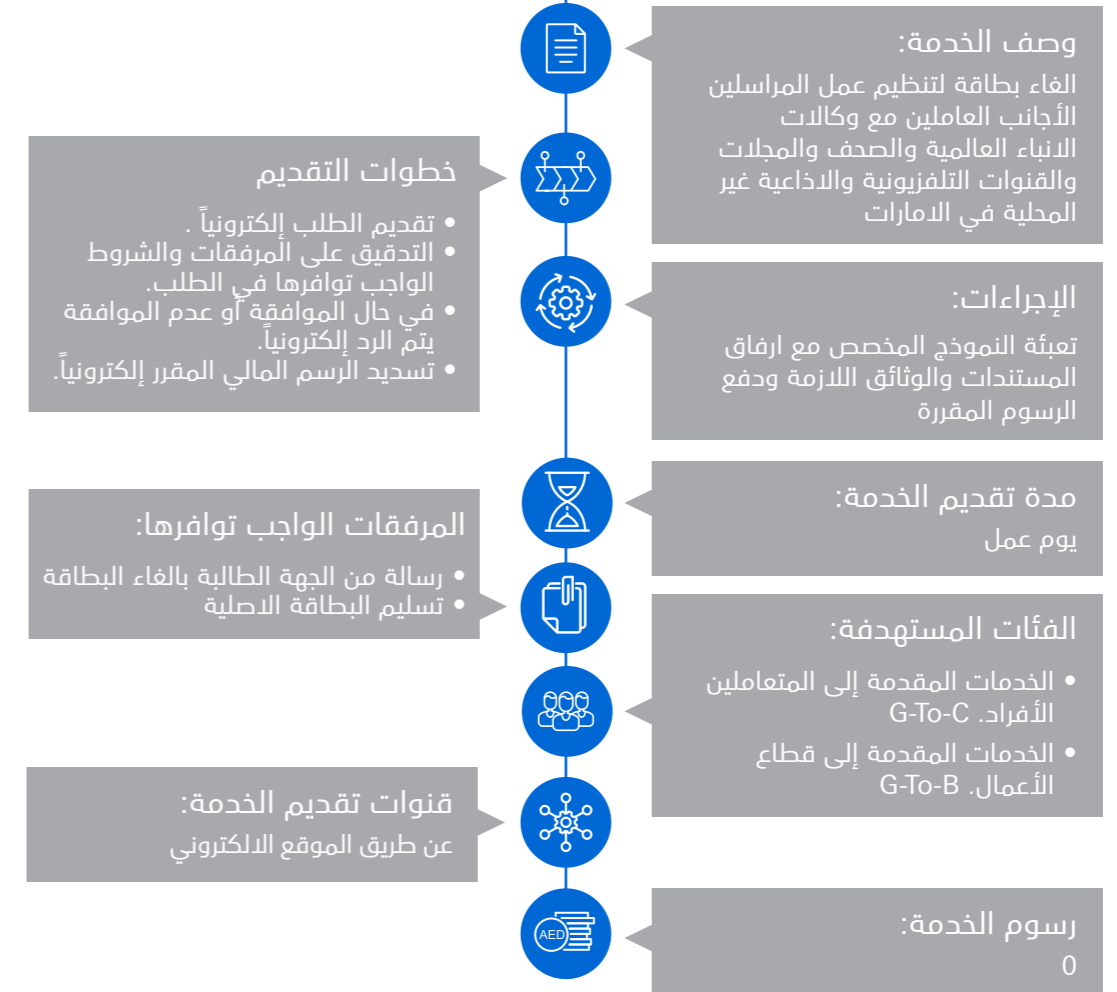 وصف الخدمة:
الغاء بطاقة لتنظيم عمل المراسلين
الأجانب العاملين مع وكالات
الانباء العالمية والصحف والمجلات
والقنوات التلفزيونية والاذاعية غير
المحلية في الامارات
خطوات التقديم
• تقديم الطلب إلكترونياً .
• التدقيق على المرفقات والشروط
الواجب توافرها في الطلب.
• في حال الموافقة أو عدم الموافقة
يتم الرد إلكترونياً.
• تسديد الرسم المالي المقرر إلكترونياً.
الإجراءات:
تعبئة النموذج المخصص مع ارفاق
المستندات والوثائق اللازمة ودفع
الرسوم المقررة
مدة تقديم الخدمة:
يوم عمل
المرفقات الواجب توافرها:
• رسالة من الجهة الطالبة بالغاء البطاقة
• تسليم البطاقة الاصلية
الفئات المستهدفة:
• الخدمات المقدمة إلى المتعاملين
الأفراد. G-To-C
• الخدمات المقدمة إلى قطاع
الأعمال. G-To-B
قنوات تقديم الخدمة:
عن طريق الموقع الالكتروني
رسوم الخدمة:
0
AED